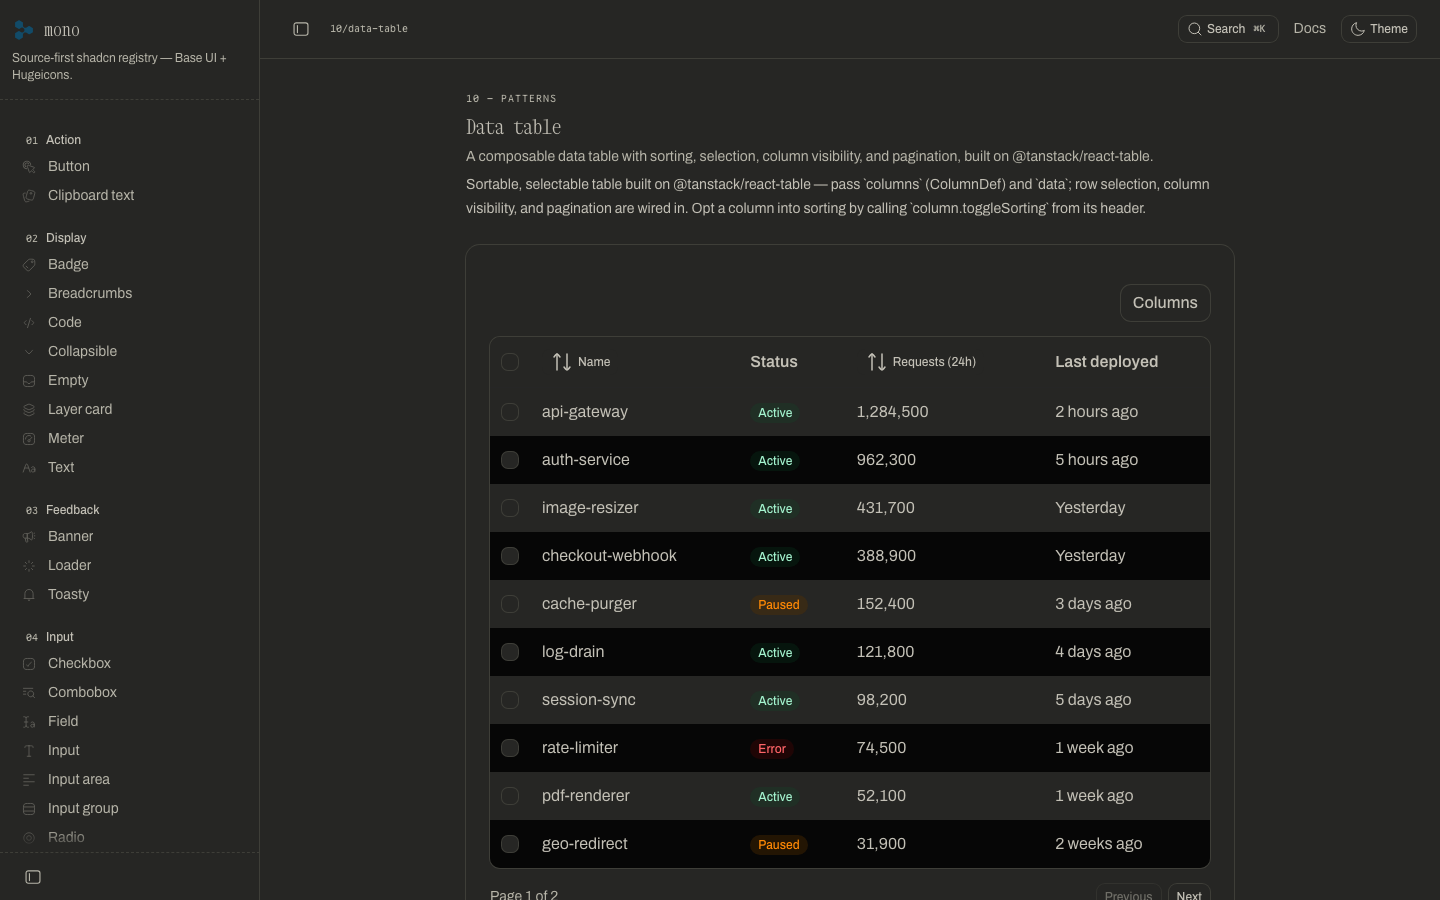 mono
Source-first shadcn registry — Base UI +
Hugeicons.
01 Action
Button
Clipboard text
02 Display
Badge
Breadcrumbs
Code
Collapsible
Empty
Layer card
Meter
Text
03 Feedback
Banner
Loader
Toasty
04 Input
Checkbox
Combobox
Field
Input
Input area
Input group
Radio
10/data-table
Search ⌘K
Docs
Theme
10 — PATTERNS
Data table
A composable data table with sorting, selection, column visibility, and pagination, built on @tanstack/react-table.
Sortable, selectable table built on @tanstack/react-table — pass `columns` (ColumnDef) and `data`; row selection, column
visibility, and pagination are wired in. Opt a column into sorting by calling `column.toggleSorting` from its header.
Columns
Name Status Requests (24h) Last deployed
api-gateway Active 1,284,500 2 hours ago
auth-service Active 962,300 5 hours ago
image-resizer Active 431,700 Yesterday
checkout-webhook Active 388,900 Yesterday
cache-purger Paused 152,400 3 days ago
log-drain Active 121,800 4 days ago
session-sync Active 98,200 5 days ago
rate-limiter Error 74,500 1 week ago
pdf-renderer Active 52,100 1 week ago
geo-redirect Paused 31,900 2 weeks ago
Page 1 of 2 Previous Next